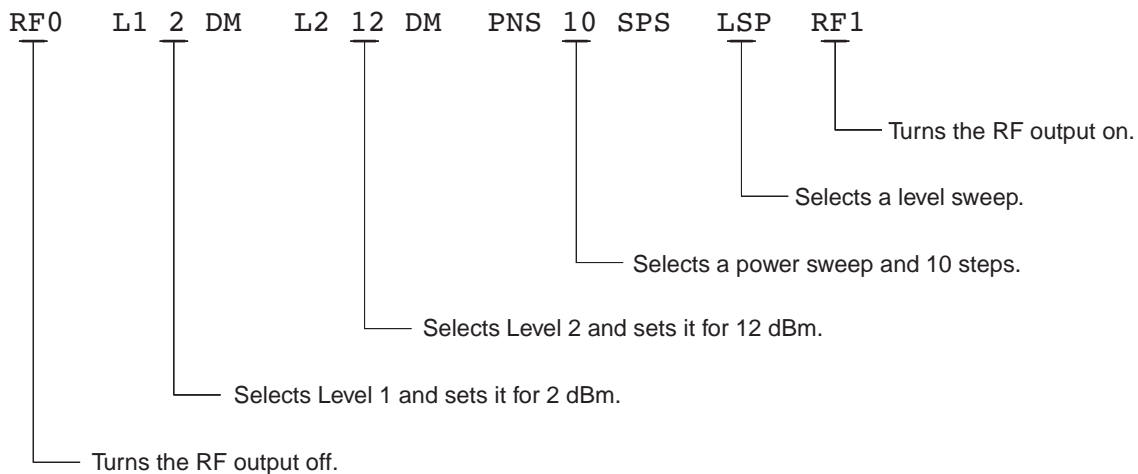 RF0 L1 2 DM L2 12 DM PNS 10 SPS LSP RF1
Turns the RF output on.
Selects a level sweep.
Selects a power sweep and 10 steps.
Selects Level 2 and sets it for 12 dBm.
Selects Level 1 and sets it for 2 dBm.
Turns the RF output off.